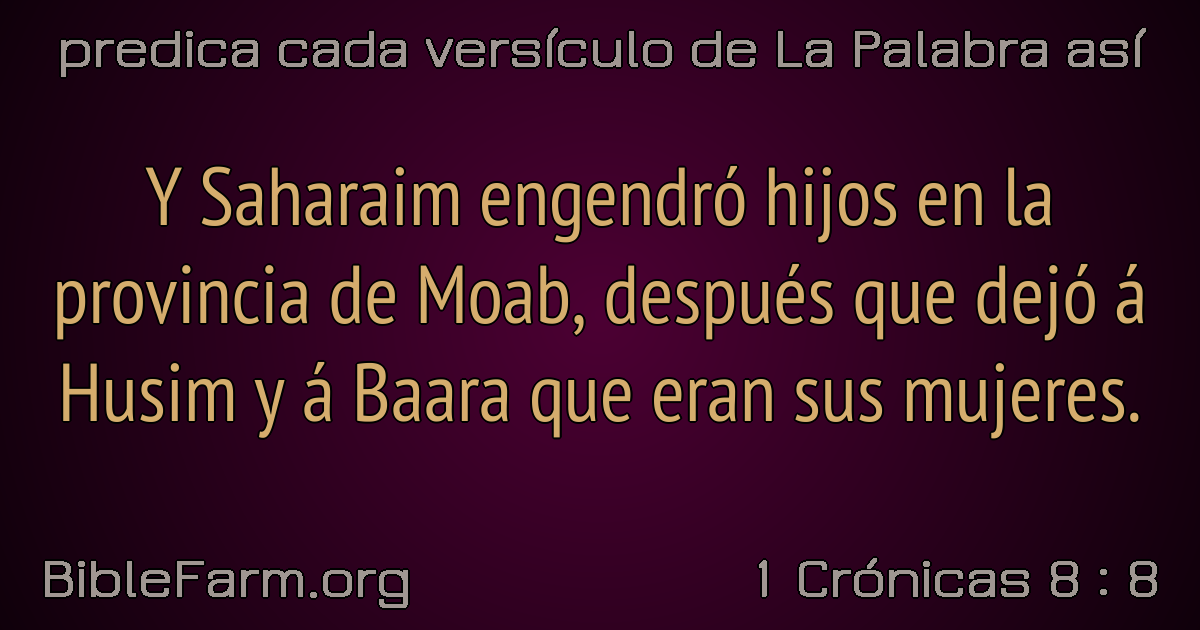 predica cada versículo de La Palabra así
Y Saharaim engendró hijos en la
provincia de Moab, después que dejó á
Husim y á Baara que eran sus mujeres.
BibleFarm.org
1 Crónicas 8 : 8